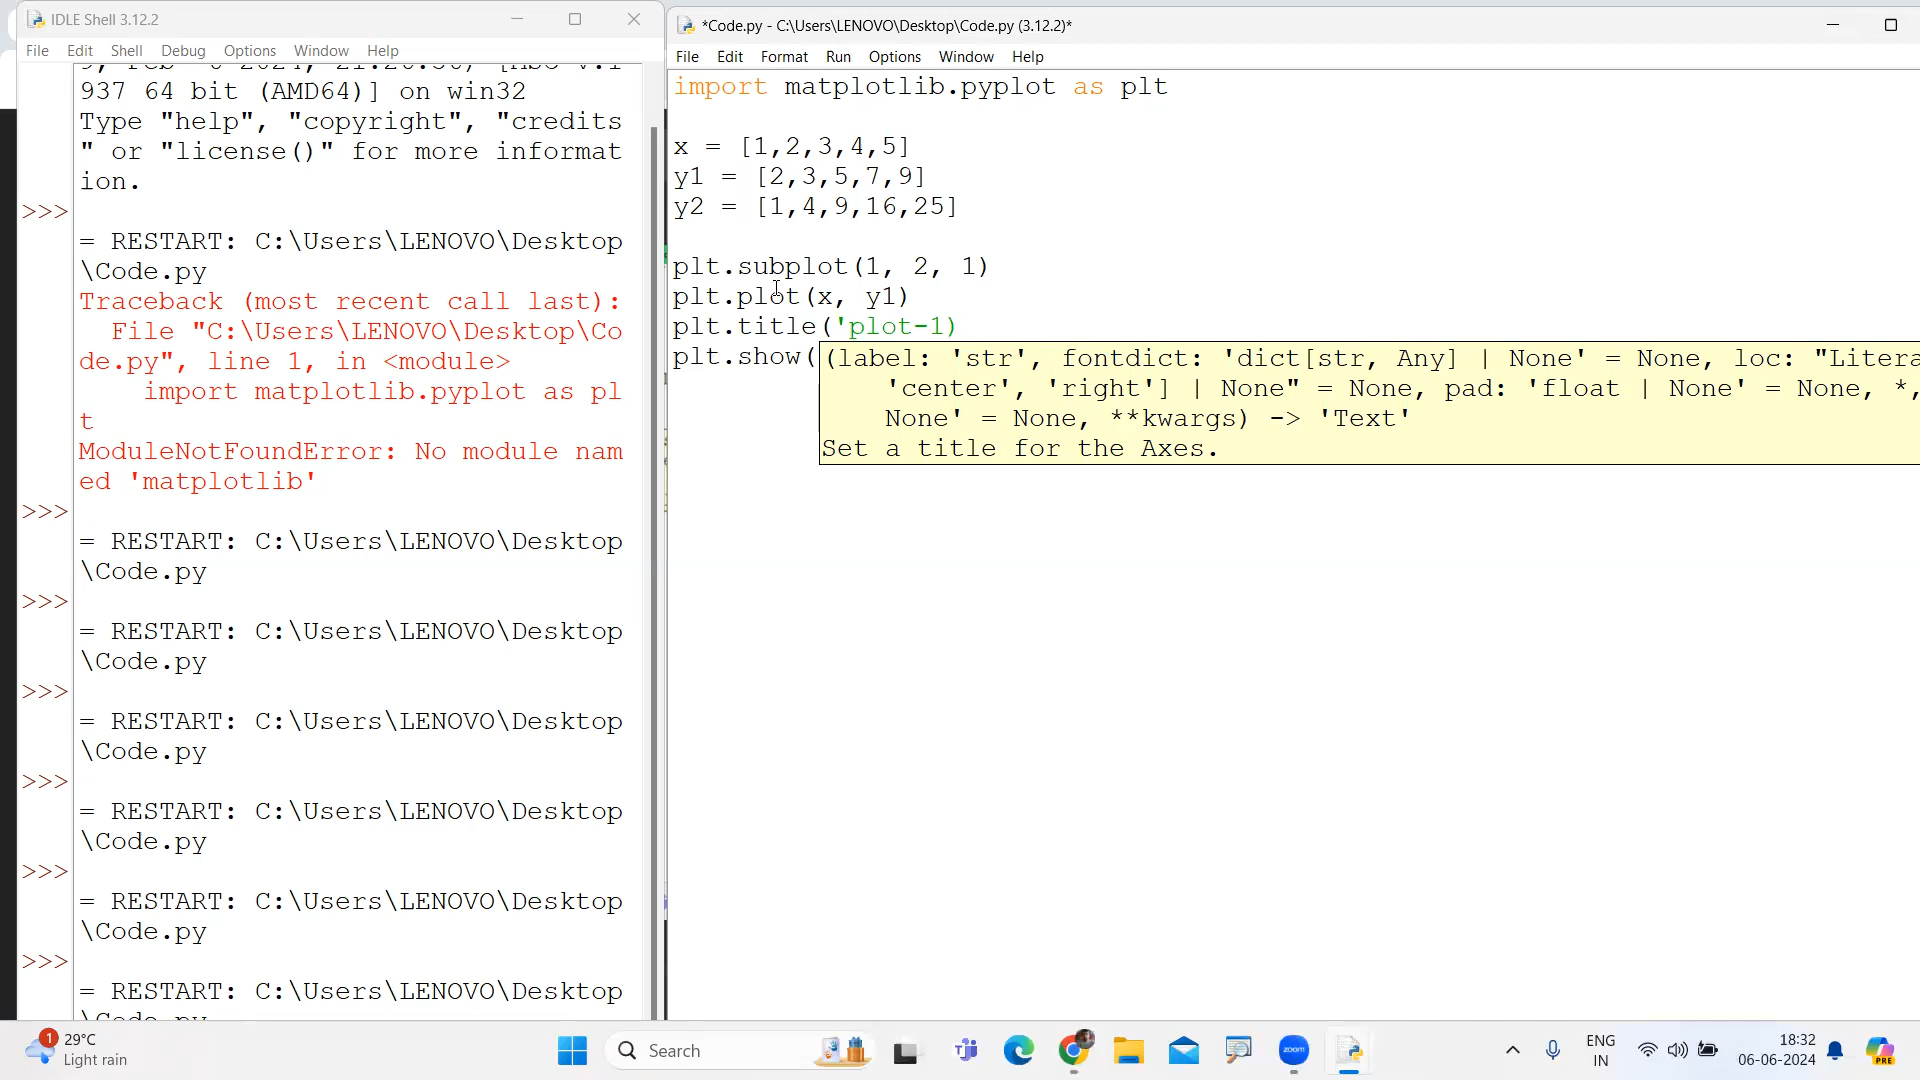 IDLE Shell 3.12.2
File Edit Shell Debug Options Window Help
937 64 bit (AMD64)] on win32
Type "help", "copyright", "credits
" or "license()" for more informat
ion.
>>>
= RESTART: C:\Users\LENOVO\Desktop
\Code.py
Traceback (most recent call last):
  File "C:\Users\LENOVO\Desktop\Co
de.py", line 1, in <module>
    import matplotlib.pyplot as pl
t
ModuleNotFoundError: No module nam
ed 'matplotlib'
>>>
= RESTART: C:\Users\LENOVO\Desktop
\Code.py
>>>
= RESTART: C:\Users\LENOVO\Desktop
\Code.py
>>>
= RESTART: C:\Users\LENOVO\Desktop
\Code.py
>>>
= RESTART: C:\Users\LENOVO\Desktop
\Code.py
>>>
= RESTART: C:\Users\LENOVO\Desktop
\Code.py
>>>
= RESTART: C:\Users\LENOVO\Desktop
*Code.py - C:\Users\LENOVO\Desktop\Code.py (3.12.2)*
File Edit Format Run Options Window Help
import matplotlib.pyplot as plt
x = [1,2,3,4,5]
y1 = [2,3,5,7,9]
y2 = [1,4,9,16,25]
plt.subplot(1, 2, 1)
plt.plot(x, y1)
plt.title('plot-1)
plt.show(
(label: 'str', fontdict: 'dict[str, Any] | None' = None, loc: "Litera
'center', 'right'] | None" = None, pad: 'float | None' = None, *,
None' = None, **kwargs) -> 'Text'
Set a title for the Axes.
1
29°C
Light rain
Search
zoom
ENG
IN
18:32
06-06-2024
PRE